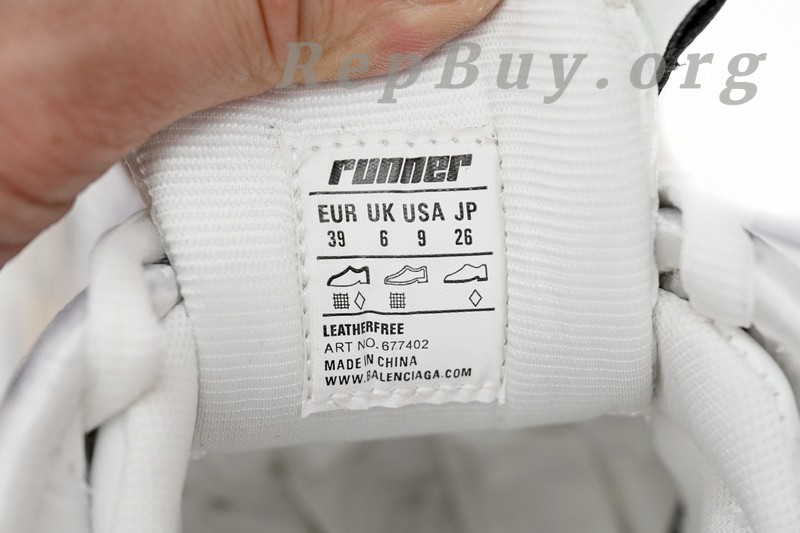 RepBuy.org
runner
EUR UK USA JP
39 6 9 26
LEATHERFREE
ART NO. 677402
MADE IN CHINA
WWW.BALENCIAGA.COM